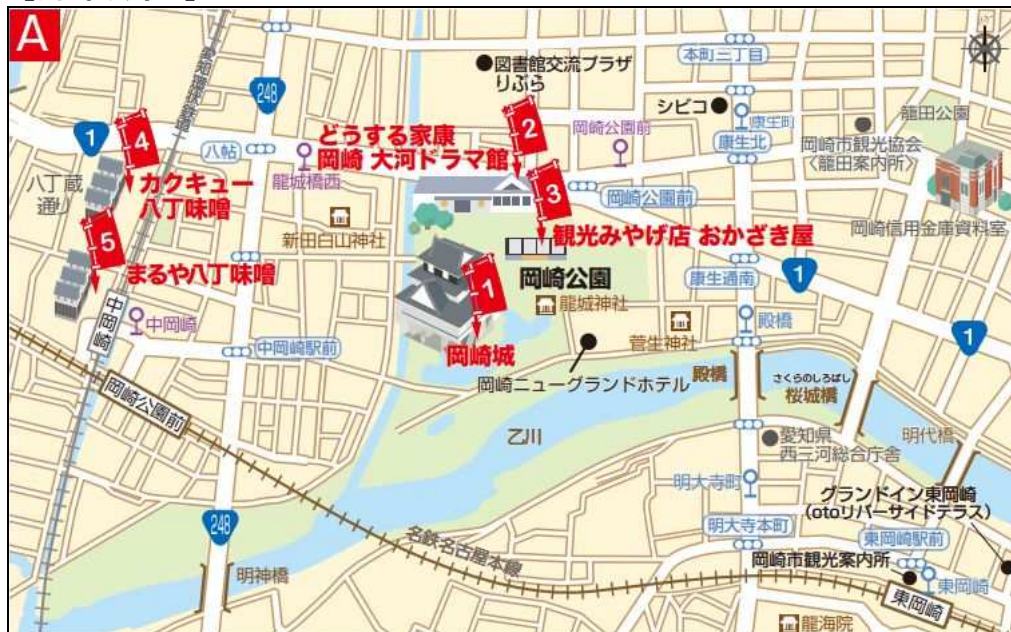 A
愛知環状鉄道
248
1
4
カクキュー
八丁味噌
八丁蔵
通り
5
まるや八丁味噌
八帖
龍城橋西
新田白山神社
図書館交流プラザ
りぶら
2
どうする家康
岡崎 大河ドラマ館
3
観光みやげ店 おかざき屋
岡崎公園前
岡崎公園前
本町三丁目
シビコ
康生町
康生北
岡崎市観光協会
〈龍田案内所〉
龍田公園
岡崎信用金庫資料室
岡崎公園
1
岡崎城
龍城神社
菅生神社
岡崎ニューグランドホテル
康生通南
1
殿橋
殿橋
さくらのしろばし
桜城橋
1
明代橋
中岡崎
中岡崎
中岡崎駅前
岡崎公園前
乙川
愛知県
西三河総合庁舎
明大寺町
明大寺本町
グランドイン東岡崎
(otoリバーサイドテラス)
東岡崎駅前
岡崎市観光案内所
東岡崎
東岡崎
248
明神橋
名鉄名古屋本線
龍海院